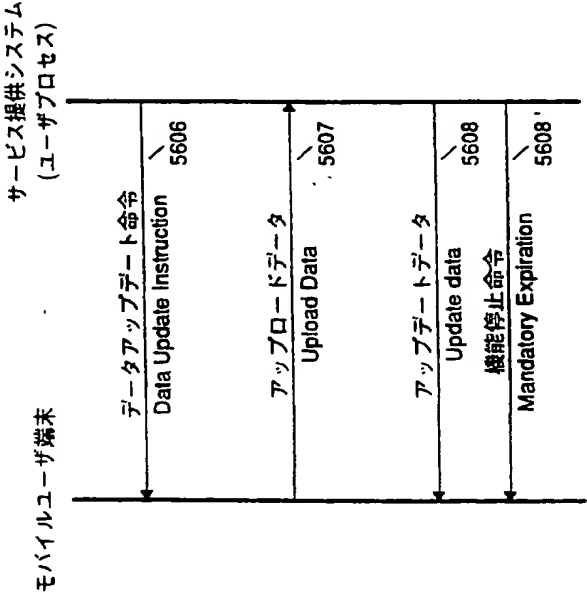 サービス提供システム
(ユーザプロセス)
モバイルユーザ端末
データアップデート命令
Data Update Instruction
5606
アップロードデータ
Upload Data
5607
アップデートデータ
Update data
5608
機能停止命令
Mandatory Expiration
5608'